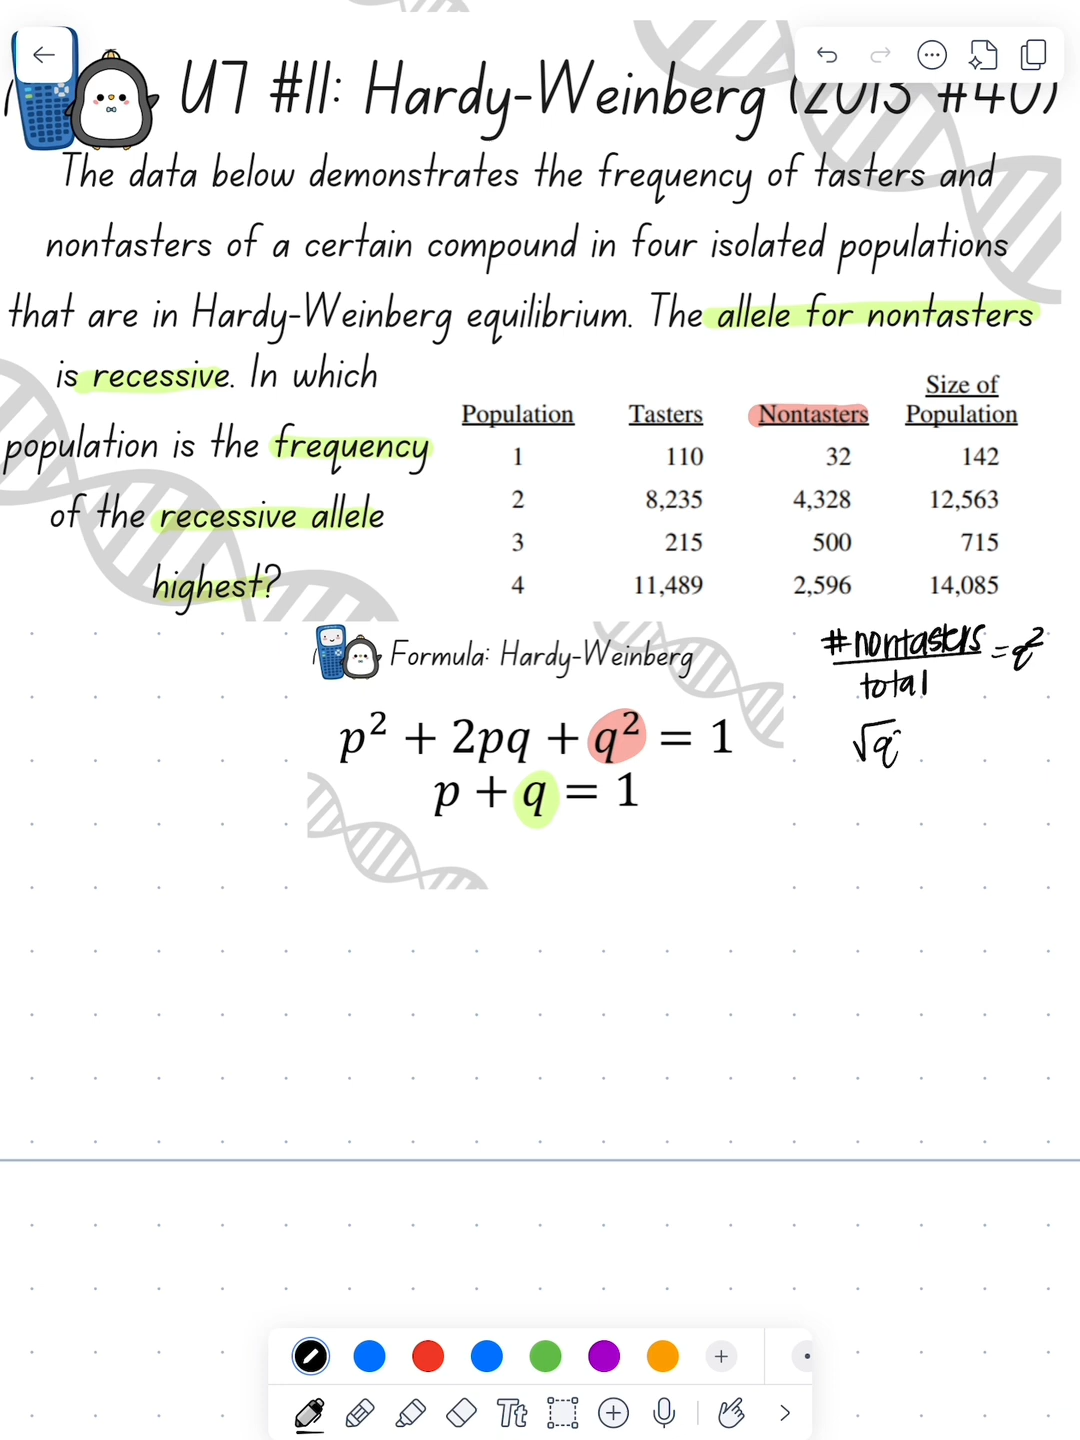 U7 #11: Hardy-Weinberg (2013 #40)
The data below demonstrates the frequency of tasters and
nontasters of a certain compound in four isolated populations
that are in Hardy-Weinberg equilibrium. The allele for nontasters
is recessive. In which
population is the frequency
of the recessive allele
highest?
Size of
Population Tasters Nontasters Population
1 110 32 142
2 8,235 4,328 12,563
3 215 500 715
4 11,489 2,596 14,085
Formula: Hardy-Weinberg
p² + 2pq + q² = 1
p + q = 1
#nontasters
total
= q²
√q²
Tt